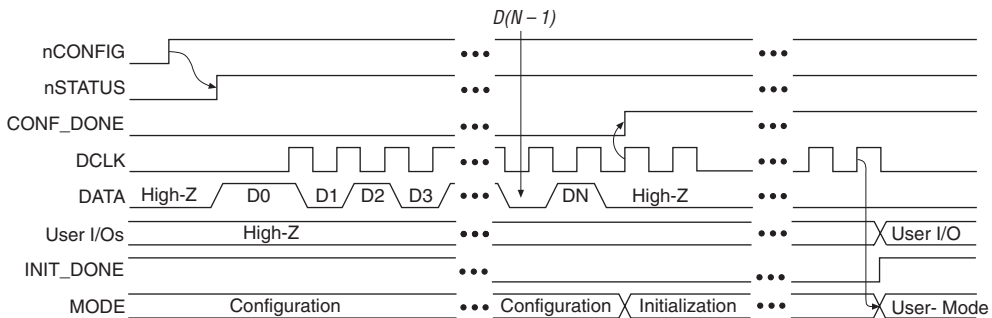 D(N – 1)
nCONFIG
nSTATUS
CONF_DONE
DCLK
DATA High-Z D0 D1 D2 D3 DN High-Z
User I/Os High-Z User I/O
INIT_DONE
MODE Configuration Configuration Initialization User- Mode